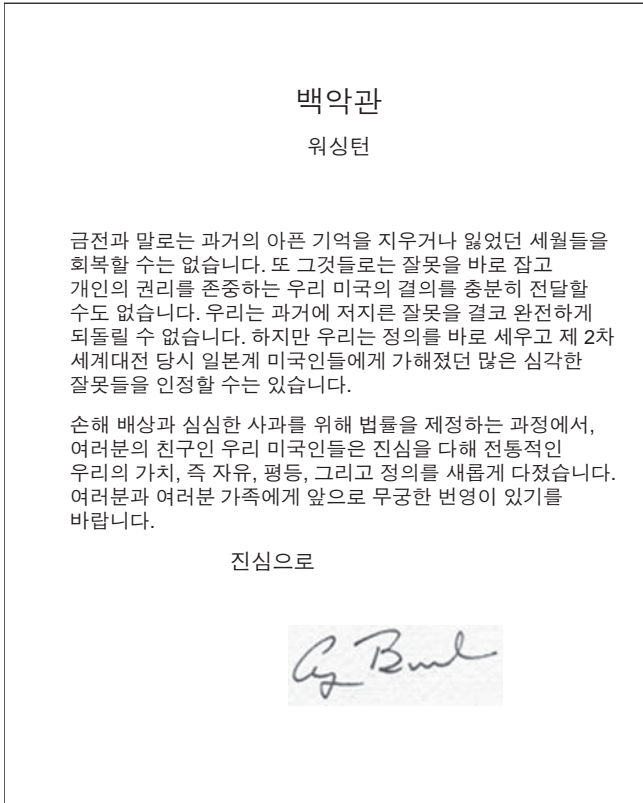 백악관
워싱턴
금전과 말로는 과거의 아픈 기억을 지우거나 잃었던 세월들을
회복할 수는 없습니다. 또 그것들로는 잘못을 바로 잡고
개인의 권리를 존중하는 우리 미국의 결의를 충분히 전달할
수도 없습니다. 우리는 과거에 저지른 잘못을 결코 완전하게
되돌릴 수 없습니다. 하지만 우리는 정의를 바로 세우고 제 2차
세계대전 당시 일본계 미국인들에게 가해졌던 많은 심각한
잘못들을 인정할 수는 있습니다.
손해 배상과 심심한 사과를 위해 법률을 제정하는 과정에서,
여러분의 친구인 우리 미국인들은 진심을 다해 전통적인
우리의 가치, 즉 자유, 평등, 그리고 정의를 새롭게 다졌습니다.
여러분과 여러분 가족에게 앞으로 무궁한 번영이 있기를
바랍니다.
진심으로